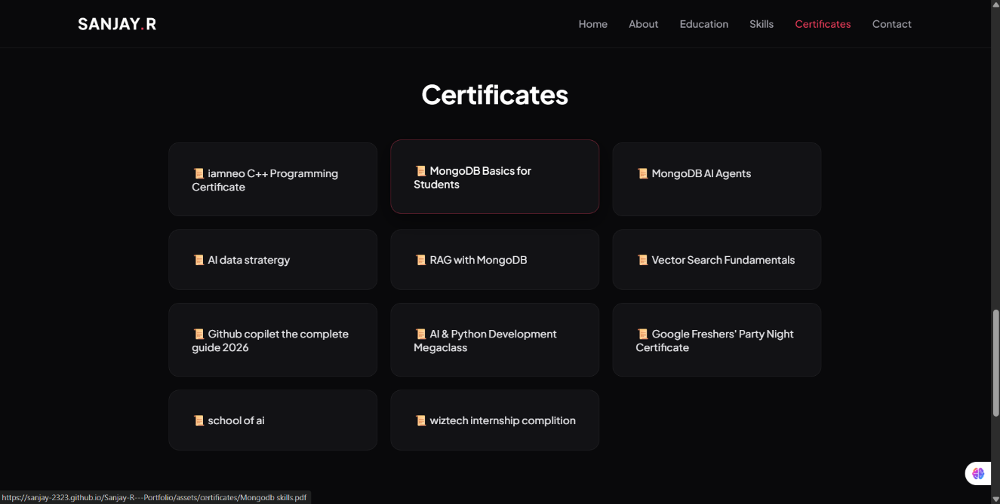 SANJAY.R
Home About Education Skills Certificates Contact
Certificates
📜 iamneo C++ Programming
Certificate
📜 MongoDB Basics for
Students
📜 MongoDB AI Agents
📜 AI data stratergy
📜 RAG with MongoDB
📜 Vector Search Fundamentals
📜 Github copilet the complete
guide 2026
📜 AI & Python Development
Megaclass
📜 Google Freshers' Party Night
Certificate
📜 school of ai
📜 wiztech internship complition
https://sanjay-2323.github.io/Sanjay-R---Portfolio/assets/certificates/Mongodb skills.pdf